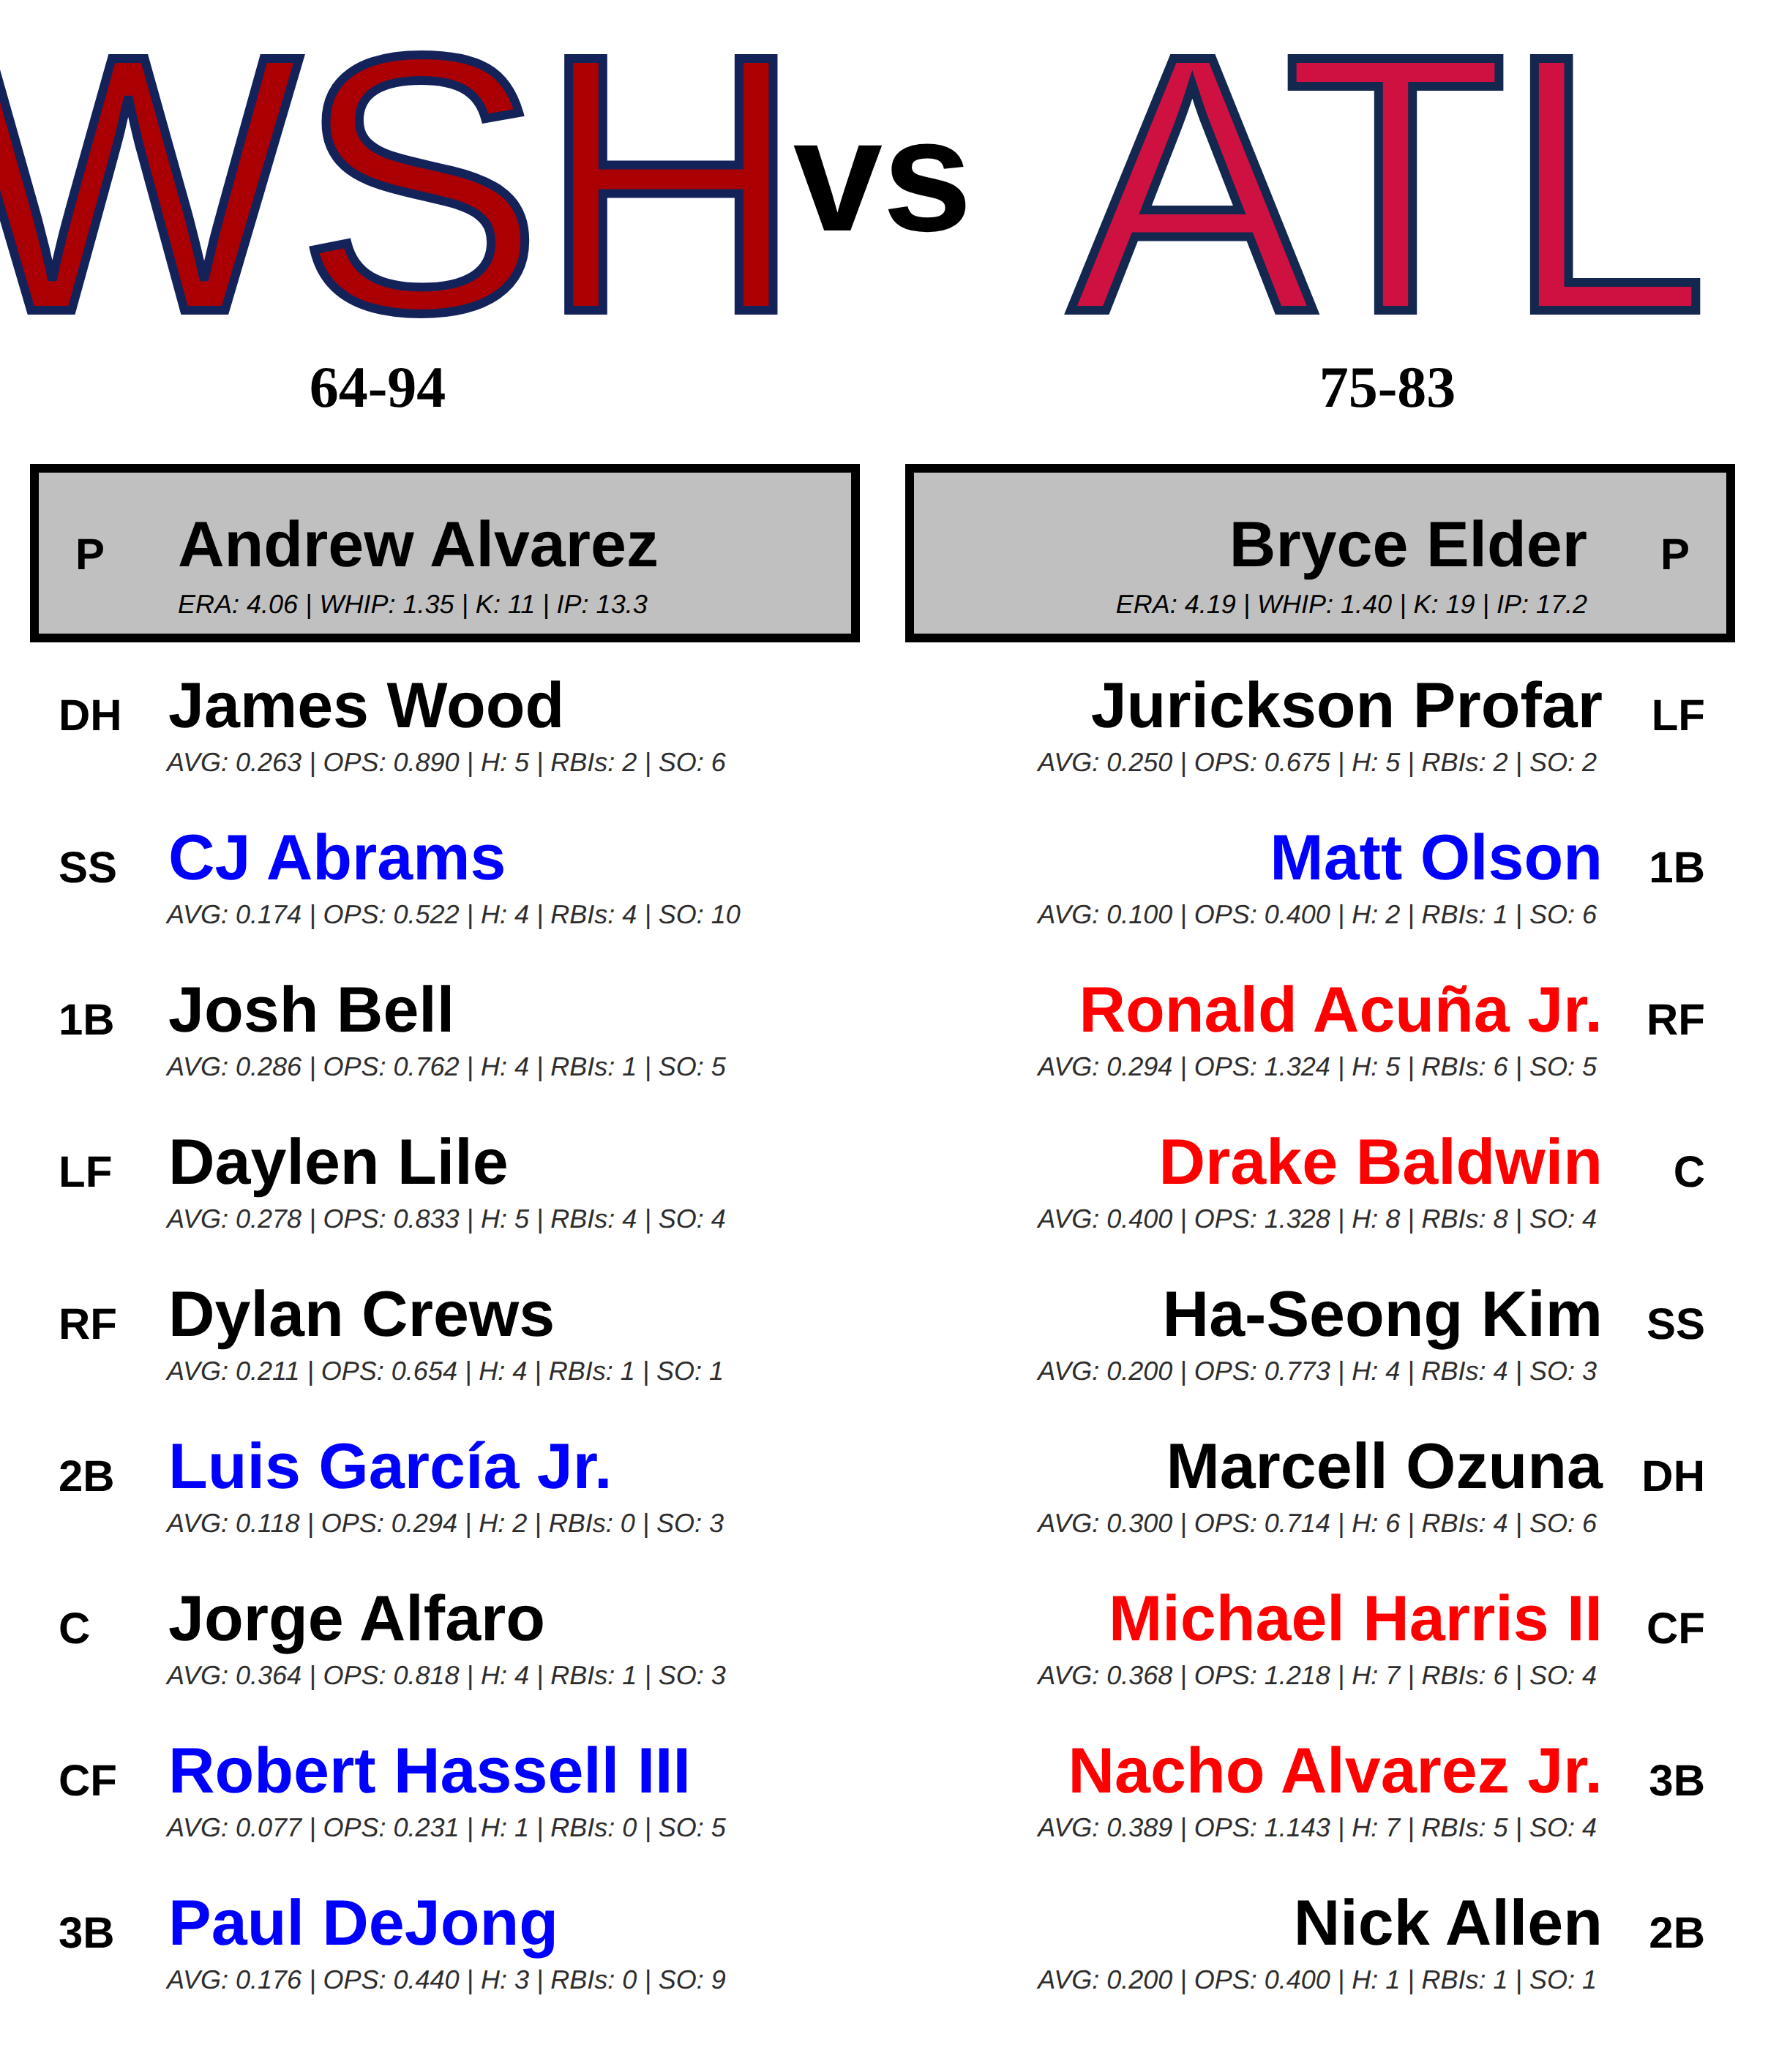 WSH vs ATL
64-94
75-83
P Andrew Alvarez
ERA: 4.06 | WHIP: 1.35 | K: 11 | IP: 13.3
Bryce Elder P
ERA: 4.19 | WHIP: 1.40 | K: 19 | IP: 17.2
DH James Wood
AVG: 0.263 | OPS: 0.890 | H: 5 | RBIs: 2 | SO: 6
SS CJ Abrams
AVG: 0.174 | OPS: 0.522 | H: 4 | RBIs: 4 | SO: 10
1B Josh Bell
AVG: 0.286 | OPS: 0.762 | H: 4 | RBIs: 1 | SO: 5
LF Daylen Lile
AVG: 0.278 | OPS: 0.833 | H: 5 | RBIs: 4 | SO: 4
RF Dylan Crews
AVG: 0.211 | OPS: 0.654 | H: 4 | RBIs: 1 | SO: 1
2B Luis García Jr.
AVG: 0.118 | OPS: 0.294 | H: 2 | RBIs: 0 | SO: 3
C Jorge Alfaro
AVG: 0.364 | OPS: 0.818 | H: 4 | RBIs: 1 | SO: 3
CF Robert Hassell III
AVG: 0.077 | OPS: 0.231 | H: 1 | RBIs: 0 | SO: 5
3B Paul DeJong
AVG: 0.176 | OPS: 0.440 | H: 3 | RBIs: 0 | SO: 9
Jurickson Profar LF
AVG: 0.250 | OPS: 0.675 | H: 5 | RBIs: 2 | SO: 2
Matt Olson 1B
AVG: 0.100 | OPS: 0.400 | H: 2 | RBIs: 1 | SO: 6
Ronald Acuña Jr. RF
AVG: 0.294 | OPS: 1.324 | H: 5 | RBIs: 6 | SO: 5
Drake Baldwin C
AVG: 0.400 | OPS: 1.328 | H: 8 | RBIs: 8 | SO: 4
Ha-Seong Kim SS
AVG: 0.200 | OPS: 0.773 | H: 4 | RBIs: 4 | SO: 3
Marcell Ozuna DH
AVG: 0.300 | OPS: 0.714 | H: 6 | RBIs: 4 | SO: 6
Michael Harris II CF
AVG: 0.368 | OPS: 1.218 | H: 7 | RBIs: 6 | SO: 4
Nacho Alvarez Jr. 3B
AVG: 0.389 | OPS: 1.143 | H: 7 | RBIs: 5 | SO: 4
Nick Allen 2B
AVG: 0.200 | OPS: 0.400 | H: 1 | RBIs: 1 | SO: 1